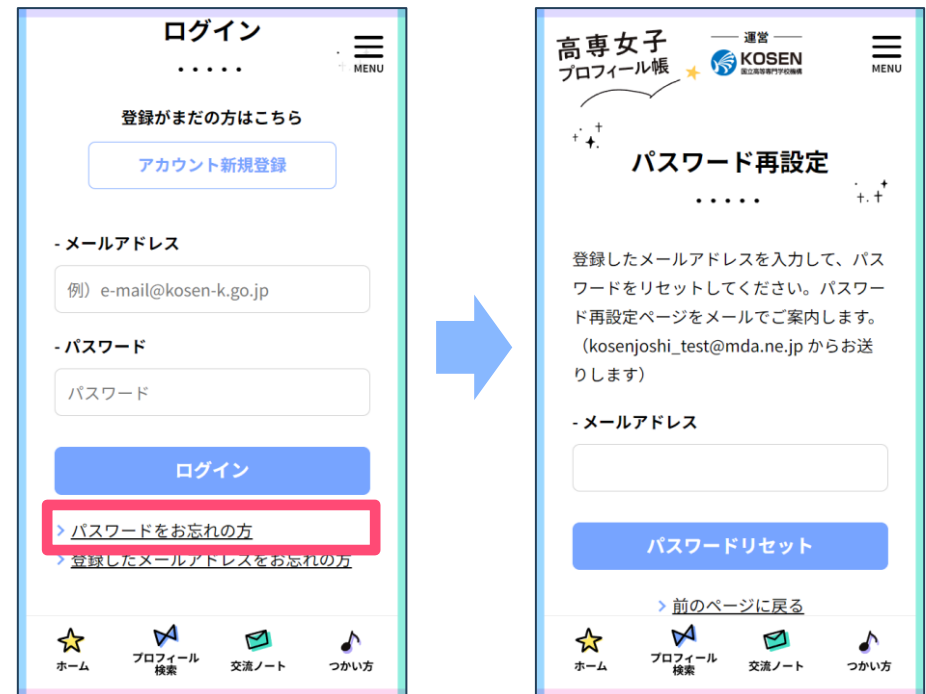 ログイン
MENU
登録がまだの方はこちら
アカウント新規登録
- メールアドレス
例）e-mail@kosen-k.go.jp
- パスワード
パスワード
ログイン
パスワードをお忘れの方
登録したメールアドレスをお忘れの方
ホーム
プロフィール
検索
交流ノート
つかい方
高専女子
プロフィール帳
運営
KOSEN
国立高等専門学校機構
MENU
パスワード再設定
登録したメールアドレスを入力して、パス
ワードをリセットしてください。パスワー
ド再設定ページをメールでご案内します。
（kosenjoshi_test@mda.ne.jp からお送
りします）
- メールアドレス
パスワードリセット
前のページに戻る
ホーム
プロフィール
検索
交流ノート
つかい方